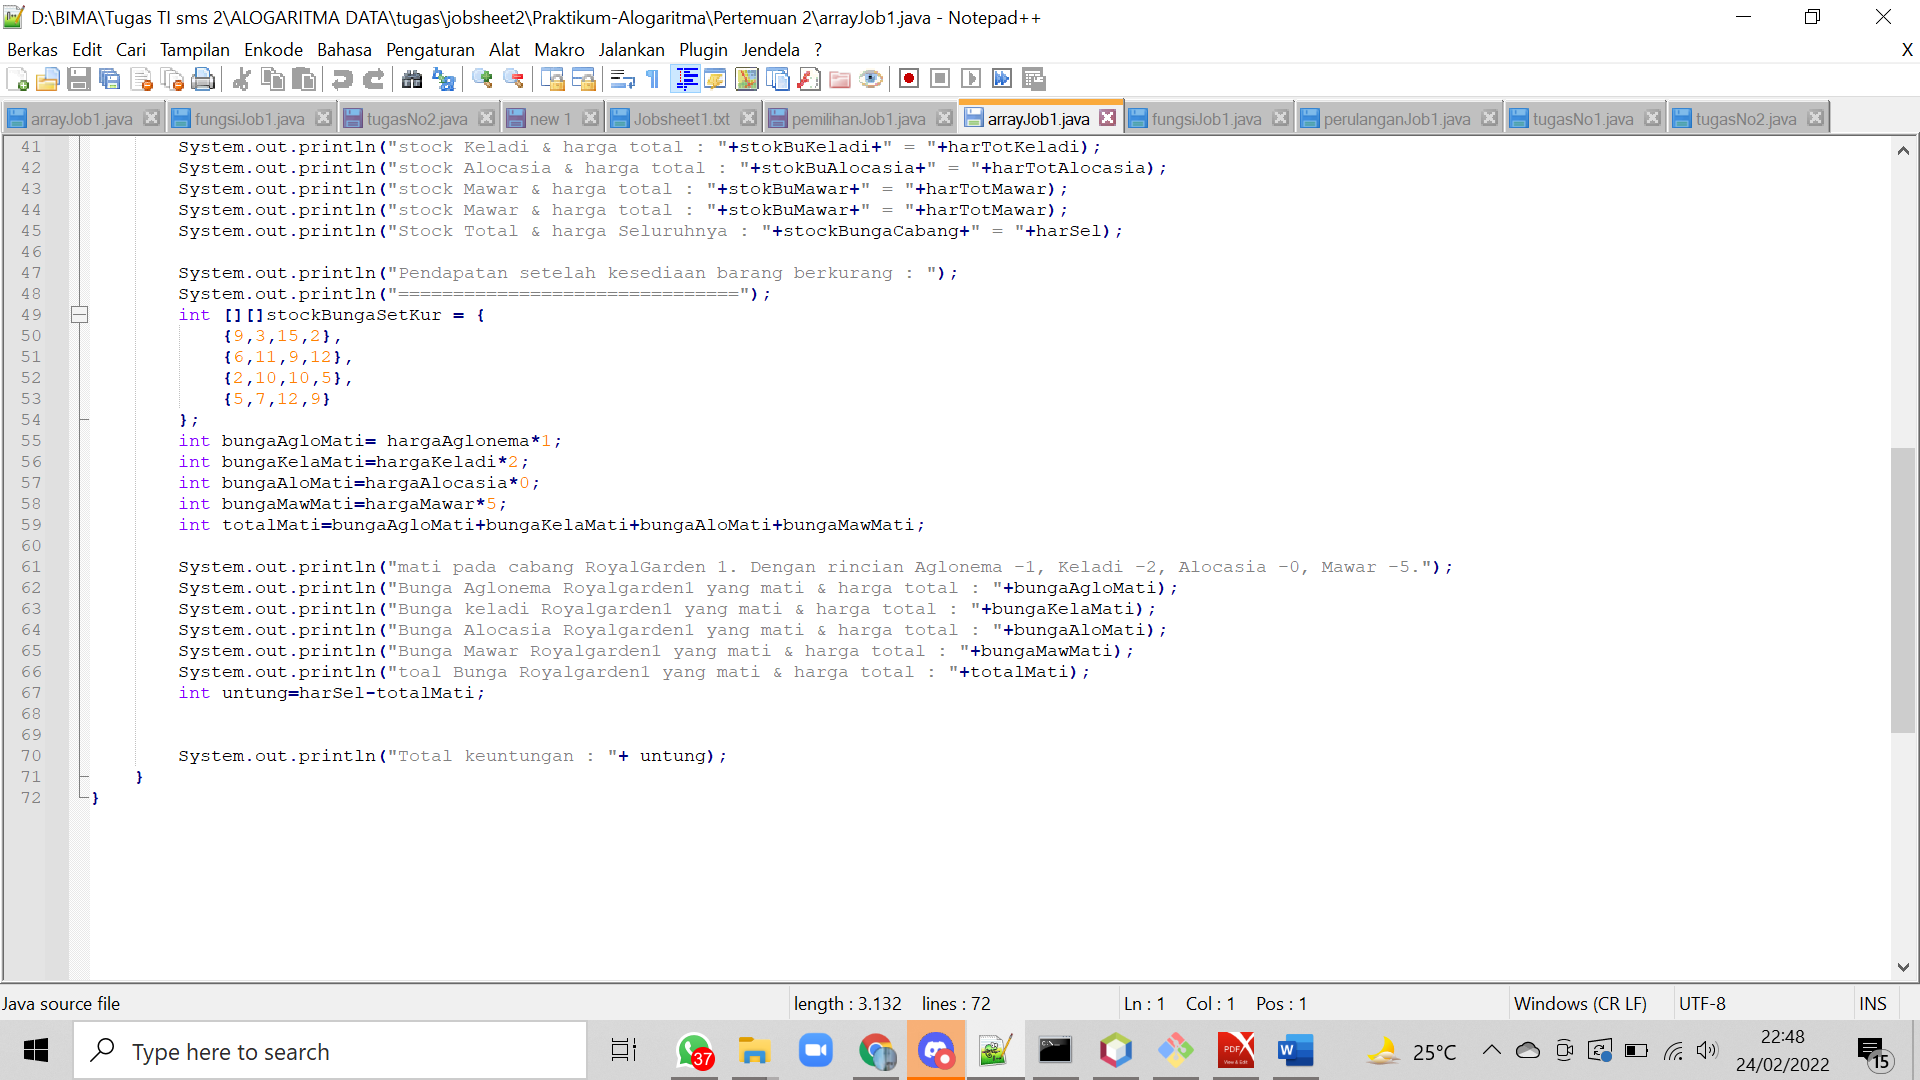 D:\BIMA\Tugas TI sms 2\ALOGARITMA DATA\tugas\jobsheet2\Praktikum-Alogaritma\Pertemuan 2\arrayJob1.java - Notepad++
Berkas Edit Cari Tampilan Enkode Bahasa Pengaturan Alat Makro Jalankan Plugin Jendela ? X
arrayJob1.java fungsiJob1.java tugasNo2.java new 1 Jobsheet1.txt pemilihanJob1.java arrayJob1.java fungsiJob1.java perulanganJob1.java tugasNo1.java tugasNo2.java
41 System.out.println("stock Keladi & harga total : "+stokBuKeladi+" = "+harTotKeladi);
42 System.out.println("stock Alocasia & harga total : "+stokBuAlocasia+" = "+harTotAlocasia);
43 System.out.println("stock Mawar & harga total : "+stokBuMawar+" = "+harTotMawar);
44 System.out.println("stock Mawar & harga total : "+stokBuMawar+" = "+harTotMawar);
45 System.out.println("Stock Total & harga Seluruhnya : "+stockBungaCabang+" = "+harSel);
46
47 System.out.println("Pendapatan setelah kesediaan barang berkurang : ");
48 System.out.println("===============================");
49 int [][]stockBungaSetKur = {
50 {9,3,15,2},
51 {6,11,9,12},
52 {2,10,10,5},
53 {5,7,12,9}
54 };
55 int bungaAgloMati= hargaAglonema*1;
56 int bungaKelaMati=hargaKeladi*2;
57 int bungaAloMati=hargaAlocasia*0;
58 int bungaMawMati=hargaMawar*5;
59 int totalMati=bungaAgloMati+bungaKelaMati+bungaAloMati+bungaMawMati;
60
61 System.out.println("mati pada cabang RoyalGarden 1. Dengan rincian Aglonema -1, Keladi -2, Alocasia -0, Mawar -5.");
62 System.out.println("Bunga Aglonema Royalgarden1 yang mati & harga total : "+bungaAgloMati);
63 System.out.println("Bunga keladi Royalgarden1 yang mati & harga total : "+bungaKelaMati);
64 System.out.println("Bunga Alocasia Royalgarden1 yang mati & harga total : "+bungaAloMati);
65 System.out.println("Bunga Mawar Royalgarden1 yang mati & harga total : "+bungaMawMati);
66 System.out.println("toal Bunga Royalgarden1 yang mati & harga total : "+totalMati);
67 int untung=harSel-totalMati;
68
69
70 System.out.println("Total keuntungan : "+ untung);
71 }
72 }
Java source file length : 3.132 lines : 72 Ln : 1 Col : 1 Pos : 1 Windows (CR LF) UTF-8 INS
Type here to search 37 25°C 22:48
24/02/2022 15